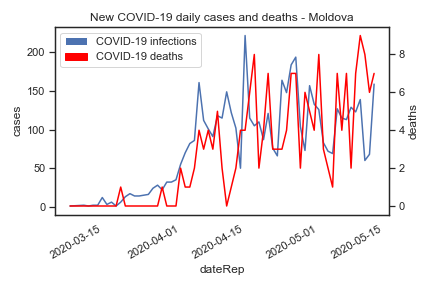 New COVID-19 daily cases and deaths - Moldova
COVID-19 infections
COVID-19 deaths
200
150
100
50
0
cases
8
6
4
2
0
deaths
2020-03-15
2020-04-01
2020-04-15
2020-05-01
2020-05-15
dateRep